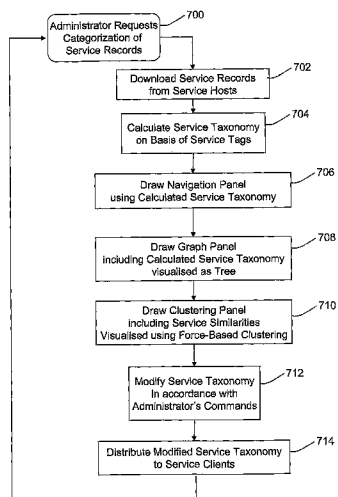 700
Administrator Requests
Categorization of
Service Records
702
Download Service Records
from Service Hosts
704
Calculate Service Taxonomy
on Basis of Service Tags
706
Draw Navigation Panel
using Calculated Service Taxonomy
708
Draw Graph Panel
including Calculated Service Taxonomy
visualised as Tree
710
Draw Clustering Panel
including Service Similarities
Visualised using Force-Based Clustering
712
Modify Service Taxonomy
In accordance with
Administrator's Commands
714
Distribute Modified Service Taxonomy
to Service Clients